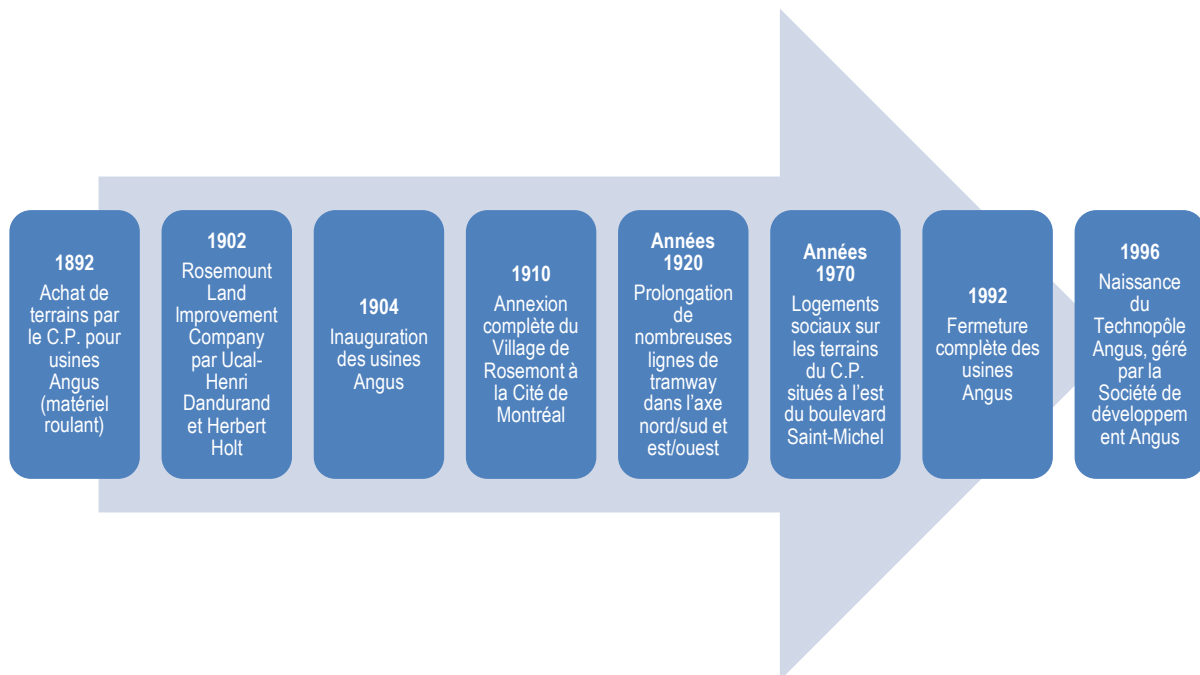 1892
Achat de
terrains par
le C.P. pour
usines
Angus
(matériel
roulant)
1902
Rosemount
Land
Improvement
Company
par Ucal-
Henri
Dandurand
et Herbert
Holt
1904
Inauguration
des usines
Angus
1910
Annexion
complète du
Village de
Rosemont à
la Cité de
Montréal
Années
1920
Prolongation
de
nombreuses
lignes de
tramway
dans l’axe
nord/sud et
est/ouest
Années
1970
Logements
sociaux sur
les terrains
du C.P.
situés à l’est
du boulevard
Saint-Michel
1992
Fermeture
complète des
usines
Angus
1996
Naissance
du
Technopôle
Angus, géré
par la
Société de
développem
ent Angus